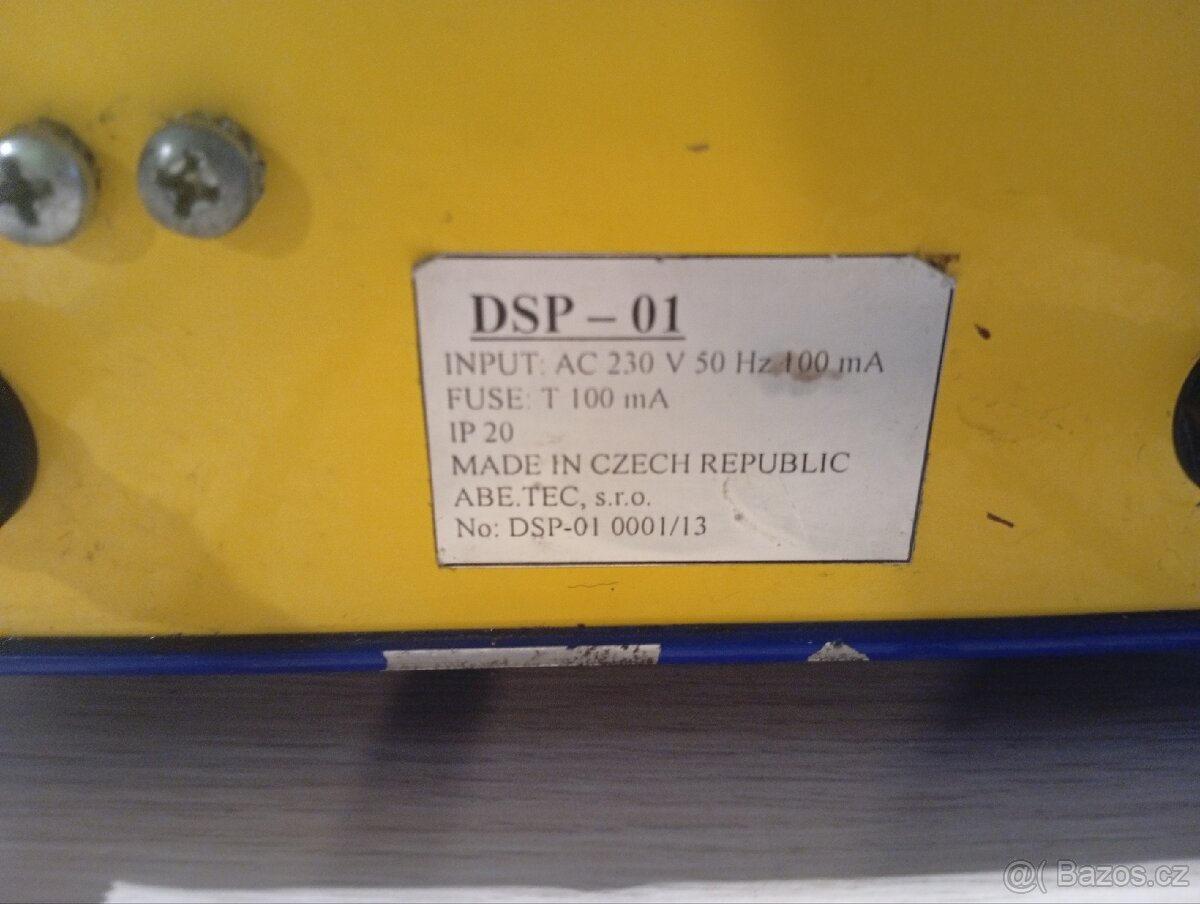 DSP – 01
INPUT: AC 230 V 50 Hz 100 mA
FUSE: T 100 mA
IP 20
MADE IN CZECH REPUBLIC
ABE.TEC, s.r.o.
No: DSP-01 0001/13
@( Bazos.cz